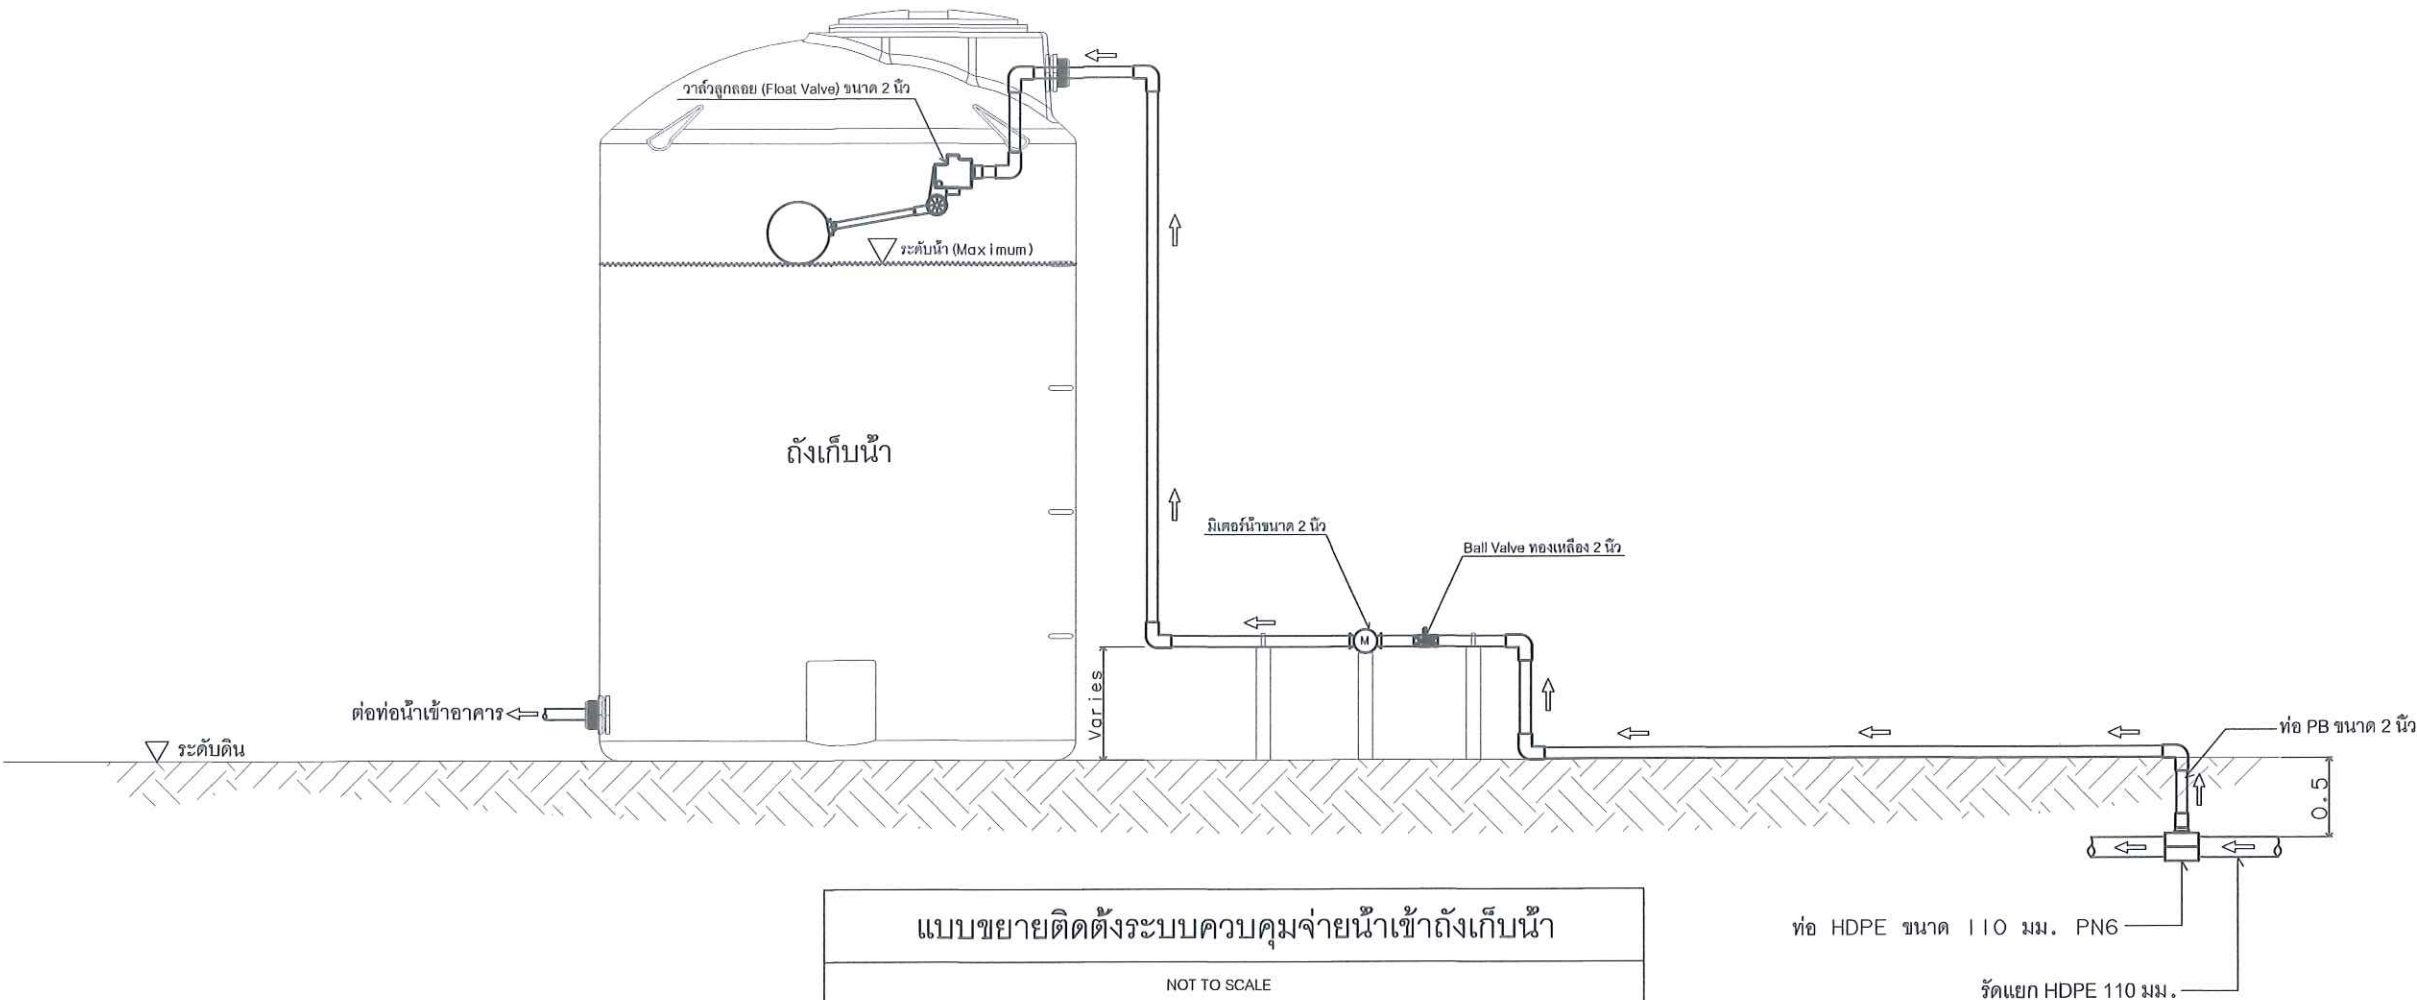 วาล์วลูกลอย (Float Valve) ขนาด 2 นิ้ว
ระดับน้ำ (Maximum)
ถังเก็บน้ำ
มิเตอร์น้ำขนาด 2 นิ้ว
Ball Valve ทองเหลือง 2 นิ้ว
M
Varies
ต่อท่อน้ำเข้าอาคาร
ระดับดิน
ท่อ PB ขนาด 2 นิ้ว
0.5
แบบขยายติดตั้งระบบควบคุมจ่ายน้ำเข้าถังเก็บน้ำ
NOT TO SCALE
ท่อ HDPE ขนาด 110 มม. PN6
รัดแยก HDPE 110 มม.